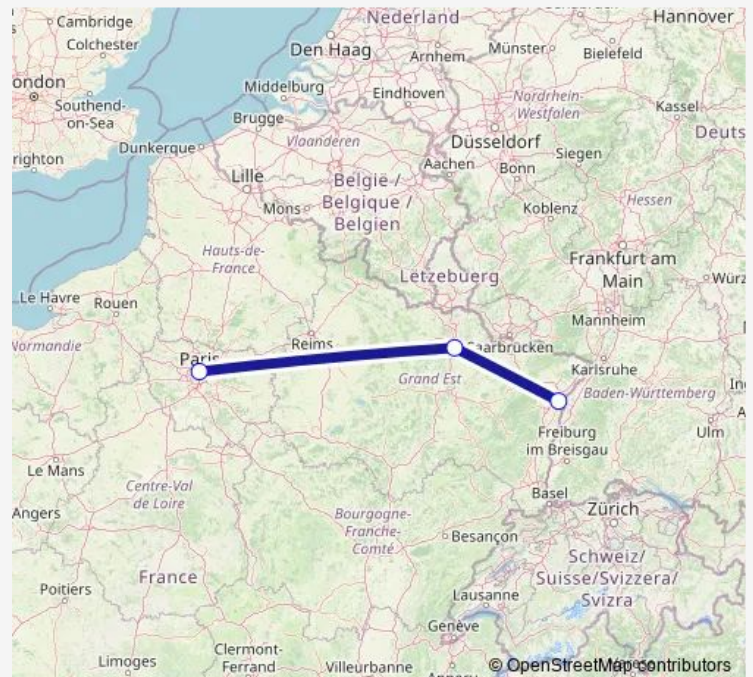 Nederland
Hannover
Cambridge
Colchester
Den Haag
Arnhem
Münster
Bielefeld
ondon
Southend-
on-Sea
Middelburg
Eindhoven
Nordrhein-
Westfalen
Kassel
Brugge
Vlaanderen
Düsseldorf
Deuts
righton
Dunkerque
Lille
Aachen
Siegen
Bonn
België /
Belgique /
Belgien
Mons
Koblenz
Hessen
Hauts-de-
France
Lëtzebuerg
Frankfurt am
Main
Würz
Le Havre
Rouen
Mannheim
Normandie
Paris
Reims
Saarbrücken
Karlsruhe
Grand Est
Baden-Württemberg
Freiburg
im Breisgau
Ulm
Le Mans
Centre-Val
de Loire
Basel
Zürich
Angers
Bourgogne-
Franche-
Comté
Besançon
Schweiz/
Suisse/Svizzera/
Svizra
France
Poitiers
Lausanne
Genève
Limoges
Clermont-
Ferrand
Villeurbanne
© OpenStreetMap contributors